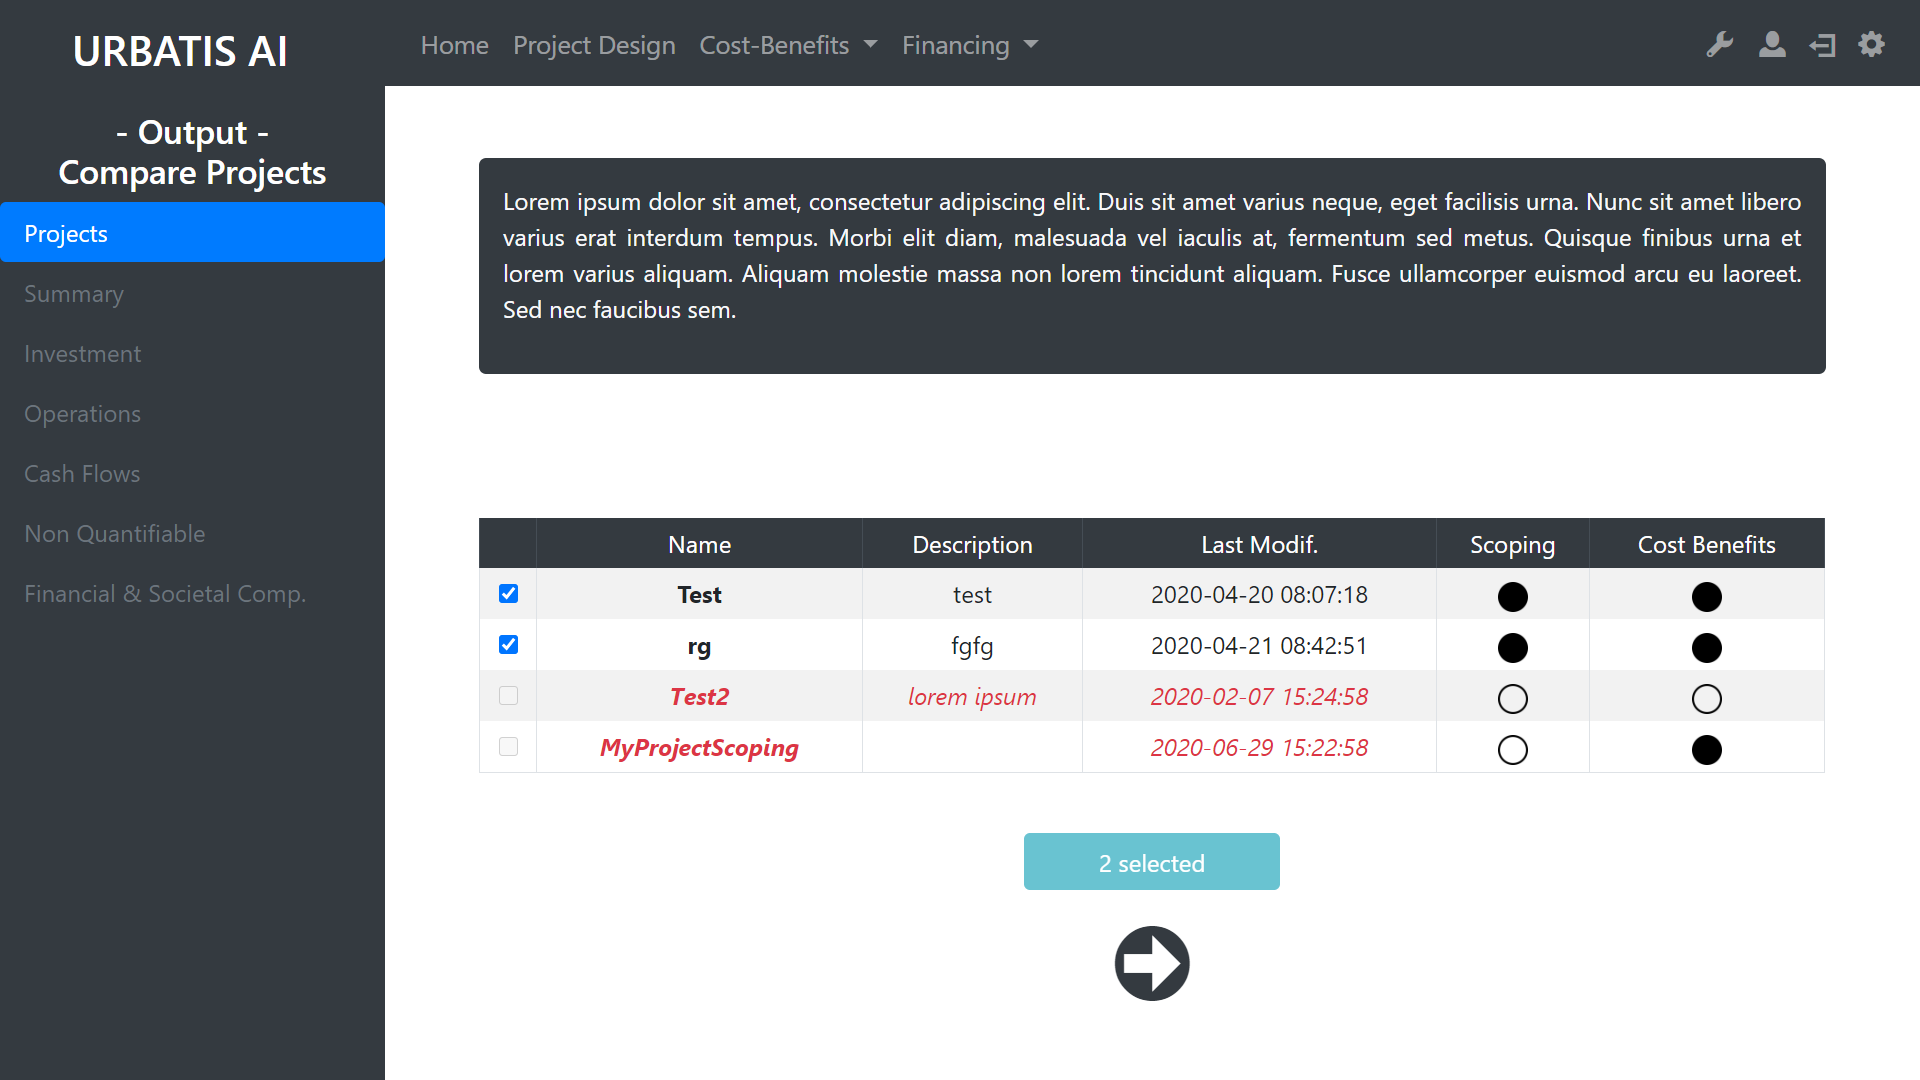 URBATIS AI
Home Project Design Cost-Benefits Financing
- Output -
Compare Projects
Projects
Summary
Investment
Operations
Cash Flows
Non Quantifiable
Financial & Societal Comp.
Lorem ipsum dolor sit amet, consectetur adipiscing elit. Duis sit amet varius neque, eget facilisis urna. Nunc sit amet libero
varius erat interdum tempus. Morbi elit diam, malesuada vel iaculis at, fermentum sed metus. Quisque finibus urna et
lorem varius aliquam. Aliquam molestie massa non lorem tincidunt aliquam. Fusce ullamcorper euismod arcu eu laoreet.
Sed nec faucibus sem.
Name Description Last Modif. Scoping Cost Benefits
Test test 2020-04-20 08:07:18
rg fgfg 2020-04-21 08:42:51
Test2 lorem ipsum 2020-02-07 15:24:58
MyProjectScoping 2020-06-29 15:22:58
2 selected